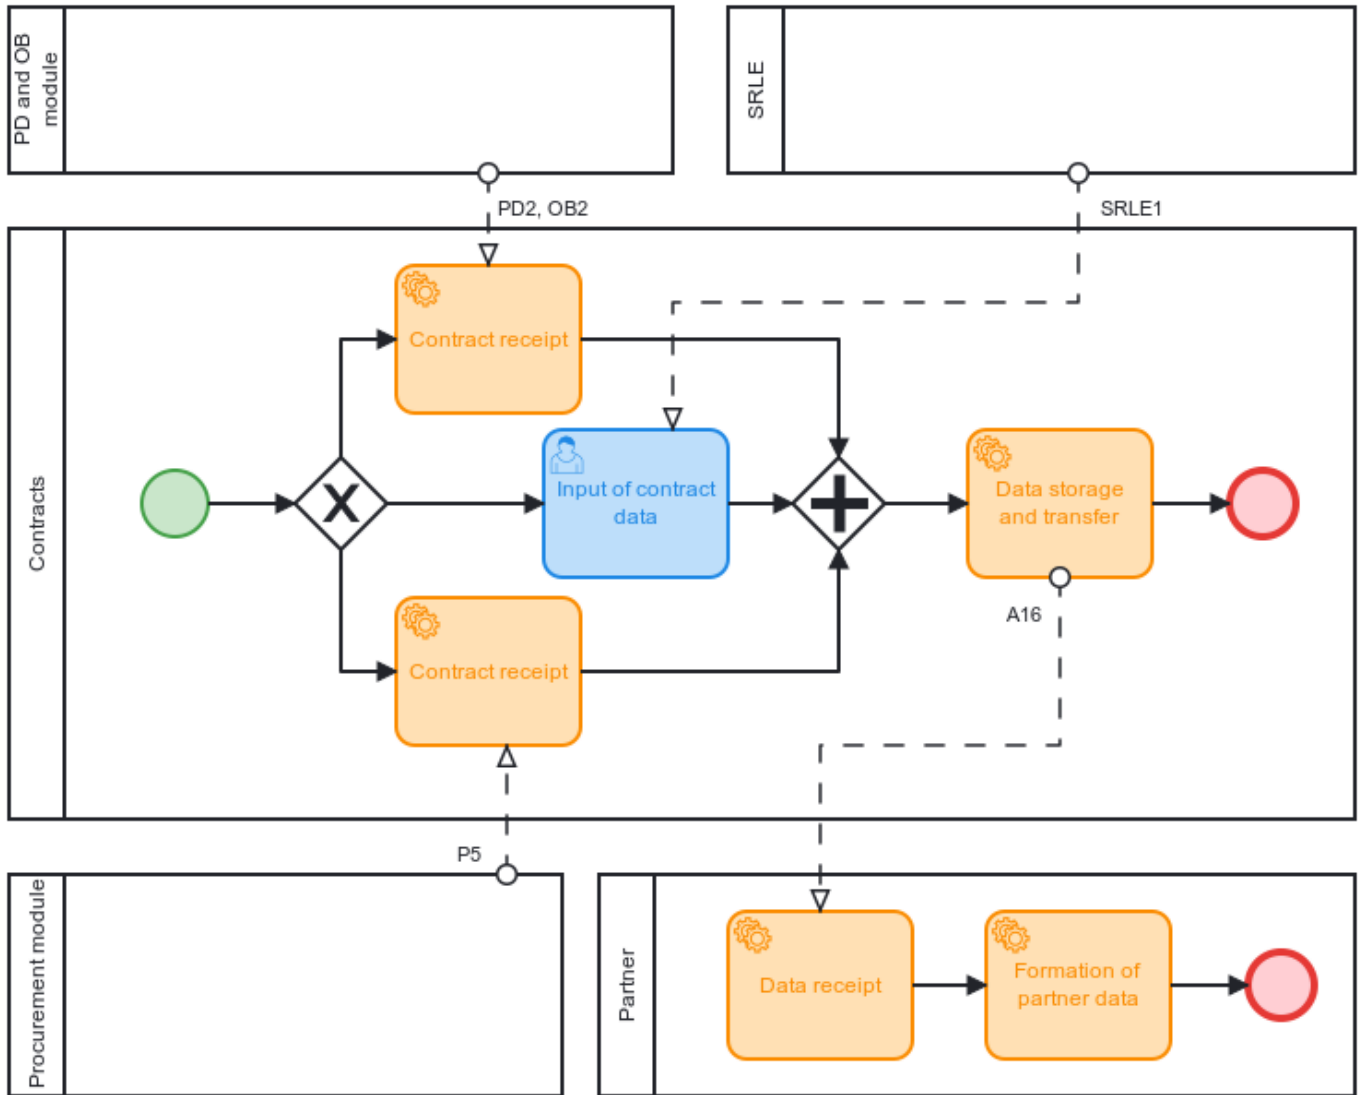 PD and OB
module
SRLE
PD2, OB2
SRLE1
Contracts
Contract receipt
Input of contract
data
Data storage
and transfer
A16
Contract receipt
P5
Procurement module
Partner
Data receipt
Formation of
partner data